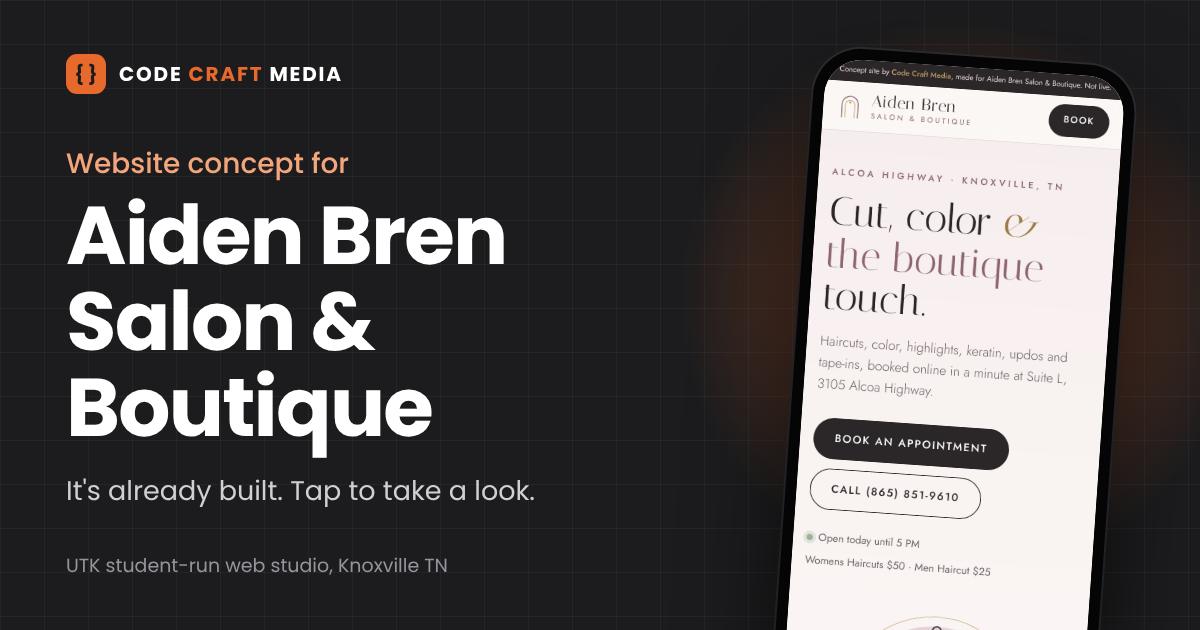 { } CODE CRAFT MEDIA
Website concept for
Aiden Bren
Salon &
Boutique
It's already built. Tap to take a look.
UTK student-run web studio, Knoxville TN
Concept site by Code Craft Media, made for Aiden Bren Salon & Boutique. Not live.
Aiden Bren
SALON & BOUTIQUE
BOOK
ALCOA HIGHWAY · KNOXVILLE, TN
Cut, color &
the boutique
touch.
Haircuts, color, highlights, keratin, updos and
tape-ins, booked online in a minute at Suite L,
3105 Alcoa Highway.
BOOK AN APPOINTMENT
CALL (865) 851-9610
Open today until 5 PM
Womens Haircuts $50 · Men Haircut $25